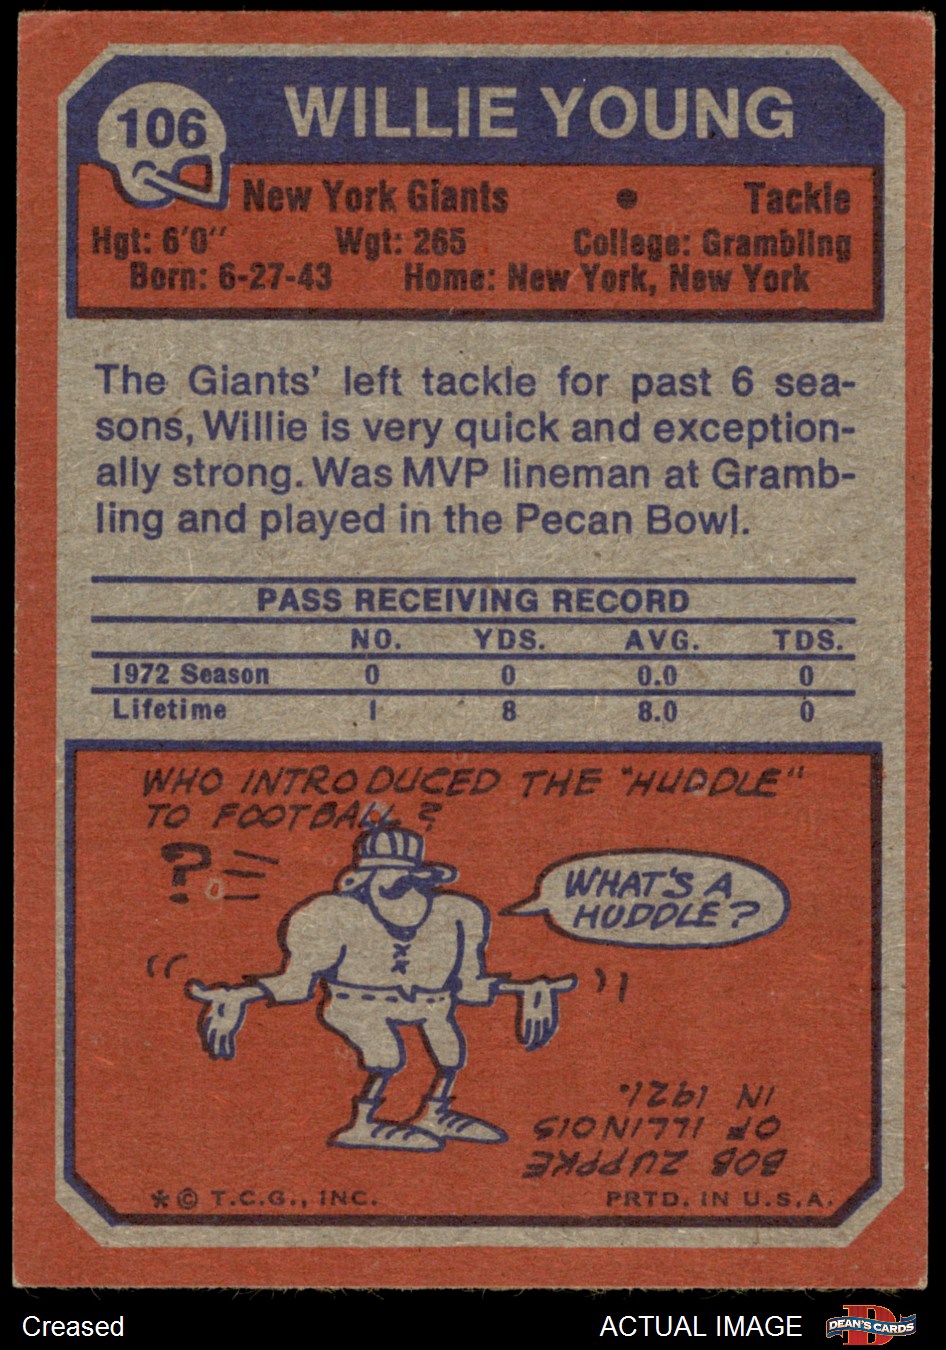 106
WILLIE YOUNG
New York Giants • Tackle
Hgt: 6'0" Wgt: 265 College: Grambling
Born: 6-27-43 Home: New York, New York
The Giants' left tackle for past 6 sea-
sons, Willie is very quick and exception-
ally strong. Was MVP lineman at Gramb-
ling and played in the Pecan Bowl.
PASS RECEIVING RECORD
NO. YDS. AVG. TDS.
1972 Season 0 0 0.0 0
Lifetime 1 8 8.0 0
WHO INTRODUCED THE "HUDDLE"
TO FOOTBALL?
?
WHAT'S A
HUDDLE?
BOB ZUPPKE
OF ILLINOIS
IN 1921.
* © T.C.G., INC. PRTD. IN U.S.A.
Creased
ACTUAL IMAGE
DEAN'S CARDS